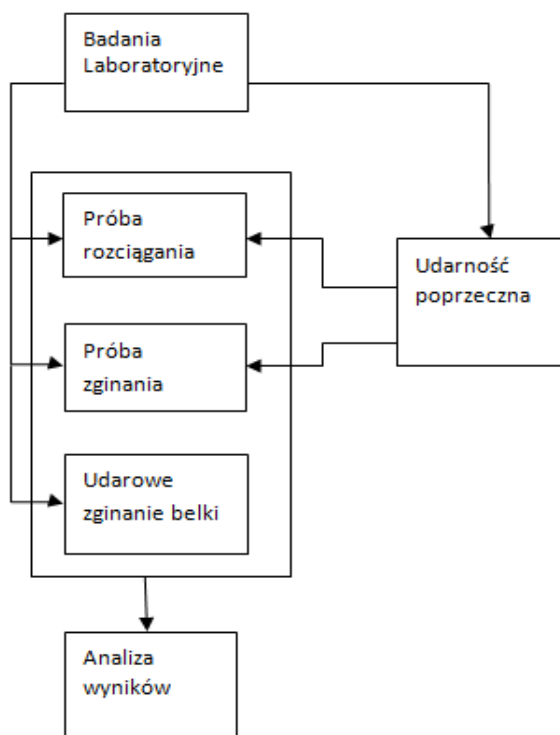 Badania
Laboratoryjne
Próba
rozciągania
Udarność
poprzeczna
Próba
zginania
Udarowe
zginanie belki
Analiza
wyników